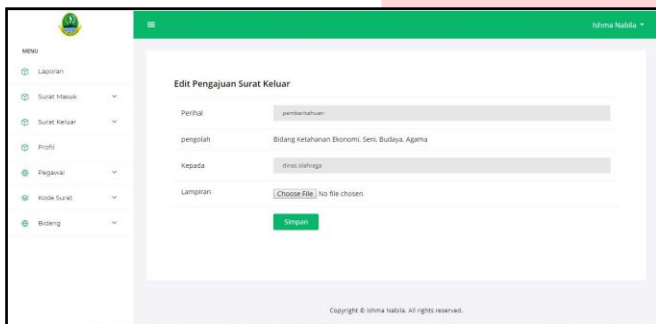 Ishma Nabila
MENU
Laporan
Surat Masuk
Surat Keluar
Profil
Pegawai
Kode Surat
Bidang
Edit Pengajuan Surat Keluar
Perihal
pemberitahuan
pengolah
Bidang Ketahanan Ekonomi, Seni, Budaya, Agama
Kepada
dinas olahraga
Lampiran
Choose File No file chosen
Simpan
Copyright © Ishma Nabila. All rights reserved.